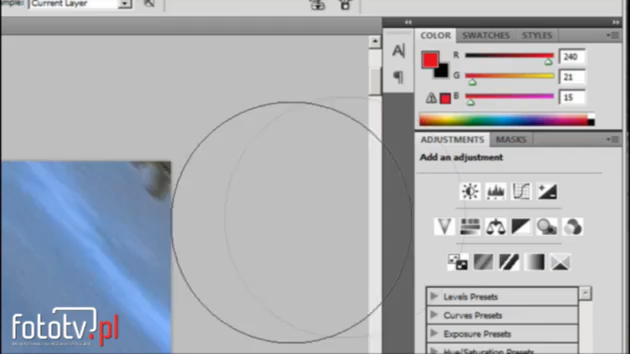 mple: Current Layer
COLOR SWATCHES STYLES
A|
¶
R 240
G 21
B 15
ADJUSTMENTS MASKS
Add an adjustment
Levels Presets
Curves Presets
Exposure Presets
Hue/Saturation Presets
fototv.pl